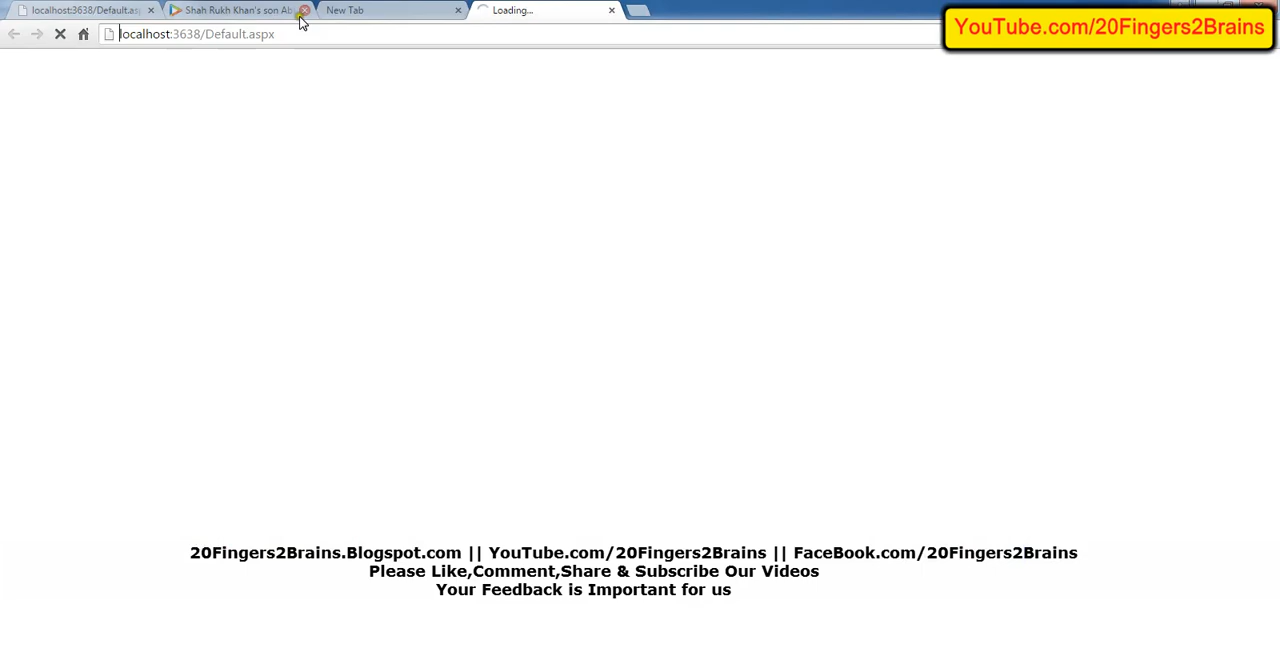 localhost:3638/Default.as
Shah Rukh Khan's son Ab
New Tab
Loading...
localhost:3638/Default.aspx
YouTube.com/20Fingers2Brains
20Fingers2Brains.Blogspot.com || YouTube.com/20Fingers2Brains || FaceBook.com/20Fingers2Brains
Please Like,Comment,Share & Subscribe Our Videos
Your Feedback is Important for us